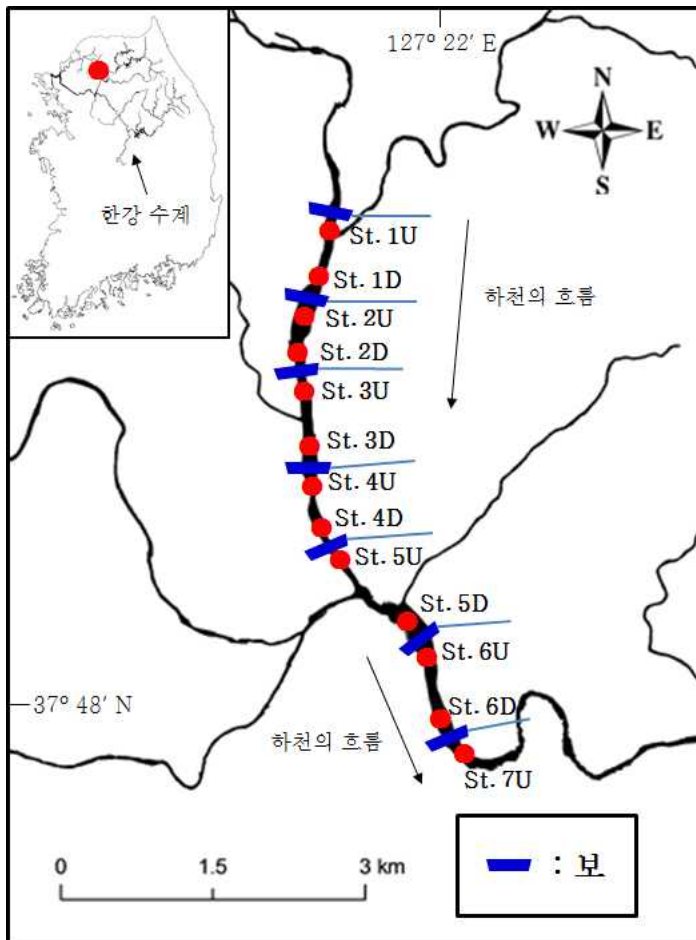 127° 22′ E
N
W
E
S
한강 수계
St. 1U
St. 1D
하천의 흐름
St. 2U
St. 2D
St. 3U
St. 3D
St. 4U
St. 4D
St. 5U
St. 5D
St. 6U
37° 48′ N
St. 6D
하천의 흐름
St. 7U
0 1.5 3 km
: 보